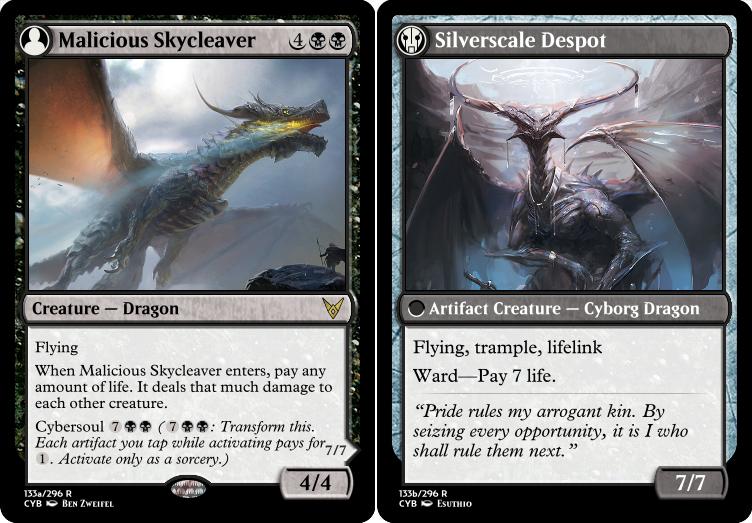 Malicious Skycleaver 4
Creature — Dragon
Flying
When Malicious Skycleaver enters, pay any
amount of life. It deals that much damage to
each other creature.
Cybersoul 7 ( 7 : Transform this.
Each artifact you tap while activating pays for
1 . Activate only as a sorcery.)
7/7
4/4
133a/296 R
CYB Ben Zweifel
Silverscale Despot
Artifact Creature — Cyborg Dragon
Flying, trample, lifelink
Ward—Pay 7 life.
“Pride rules my arrogant kin. By
seizing every opportunity, it is I who
shall rule them next.”
7/7
133b/296 R
CYB Esuthio